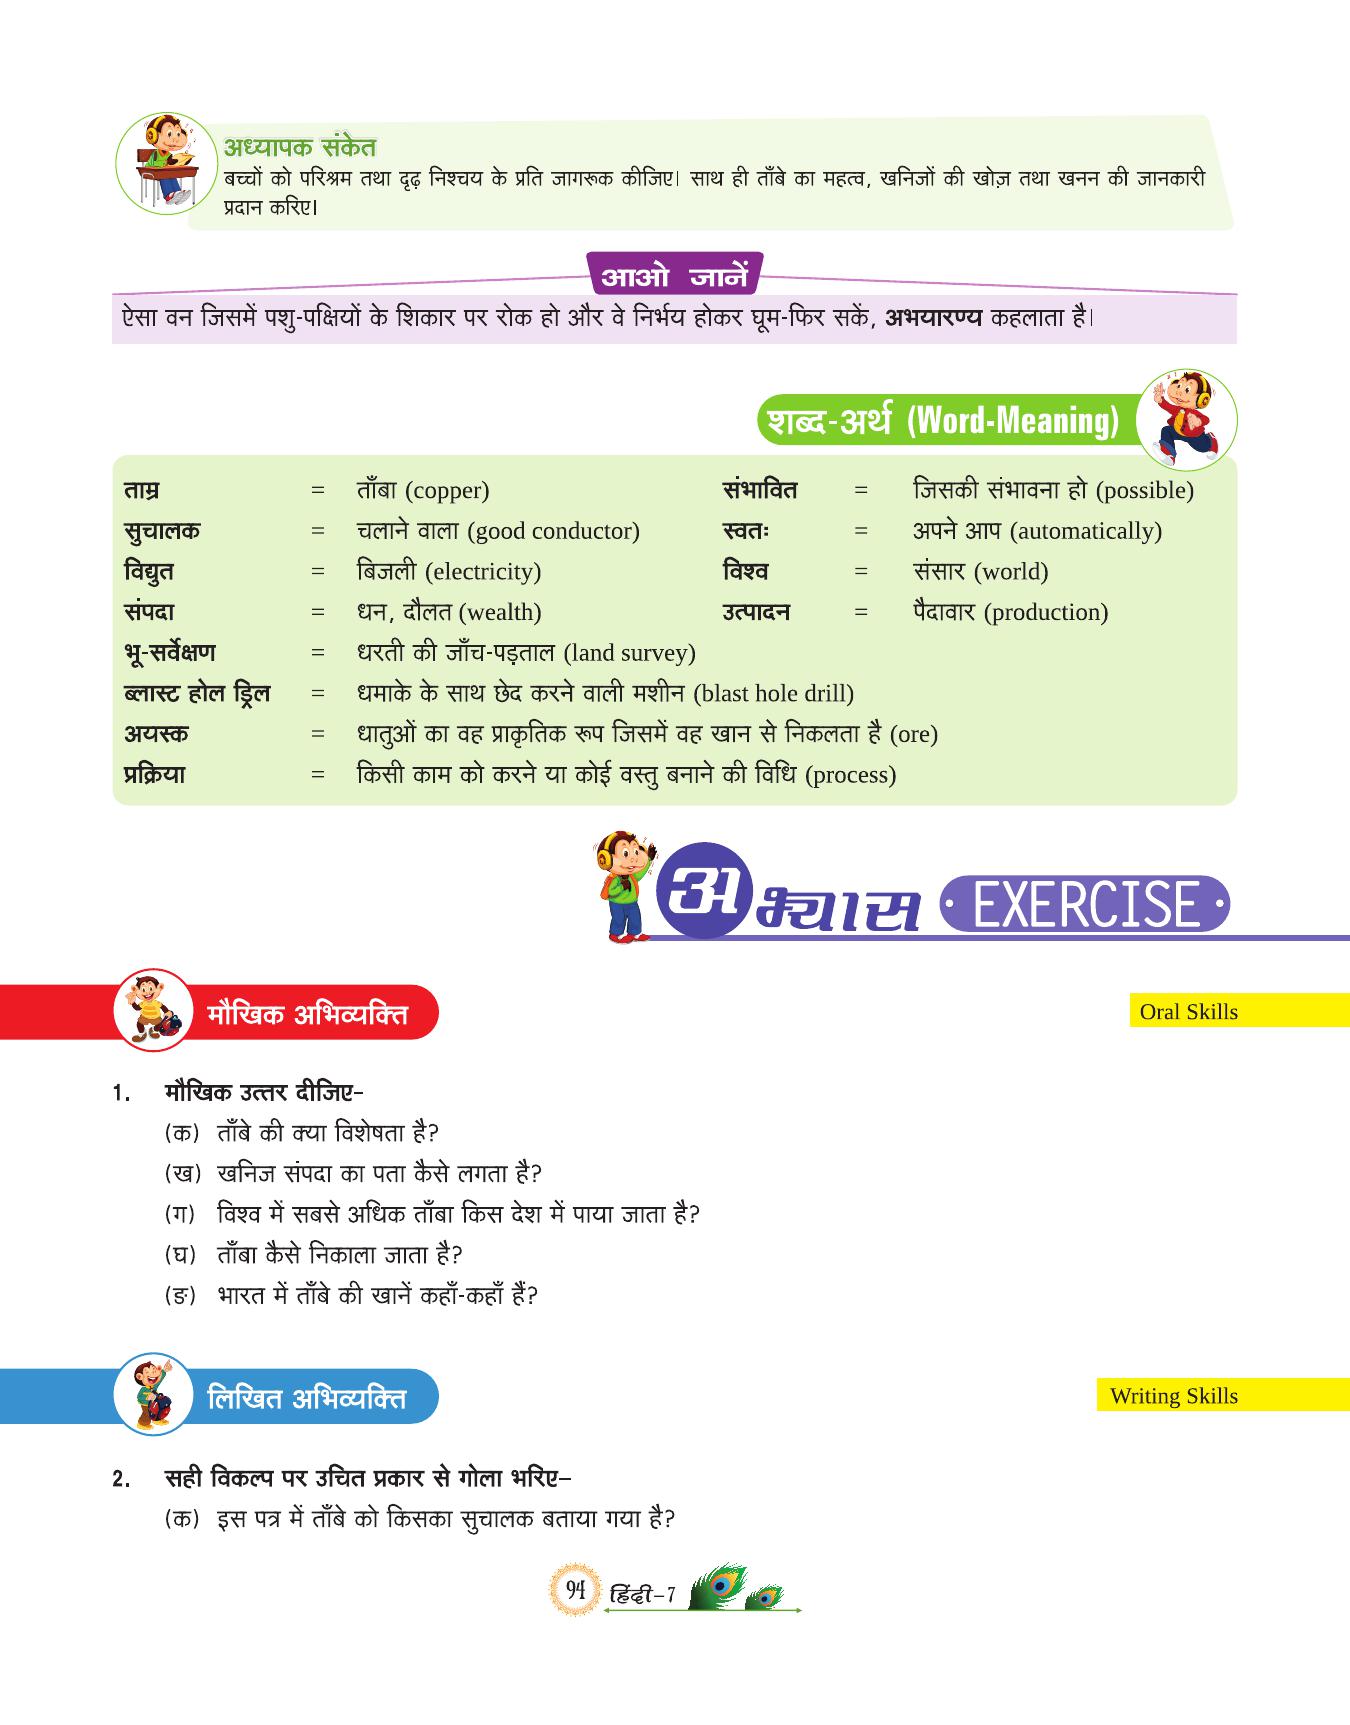 अध्यापक संकेत
बच्चों को परिश्रम तथा दृढ़ निश्चय के प्रति जागरूक कीजिए। साथ ही ताँबे का महत्व, खनिजों की खोज़ तथा खनन की जानकारी
प्रदान करिए।
आओ जानें
ऐसा वन जिसमें पशु-पक्षियों के शिकार पर रोक हो और वे निर्भय होकर घूम-फिर सकें, अभयारण्य कहलाता है।
शब्द-अर्थ (Word-Meaning)
ताम्र = ताँबा (copper) संभावित = जिसकी संभावना हो (possible)
सुचालक = चलाने वाला (good conductor) स्वतः = अपने आप (automatically)
विद्युत = बिजली (electricity) विश्व = संसार (world)
संपदा = धन, दौलत (wealth) उत्पादन = पैदावार (production)
भू-सर्वेक्षण = धरती की जाँच-पड़ताल (land survey)
ब्लास्ट होल ड्रिल = धमाके के साथ छेद करने वाली मशीन (blast hole drill)
अयस्क = धातुओं का वह प्राकृतिक रूप जिसमें वह खान से निकलता है (ore)
प्रक्रिया = किसी काम को करने या कोई वस्तु बनाने की विधि (process)
अभ्यास EXERCISE
मौखिक अभिव्यक्ति Oral Skills
1. मौखिक उत्तर दीजिए–
(क) ताँबे की क्या विशेषता है?
(ख) खनिज संपदा का पता कैसे लगता है?
(ग) विश्व में सबसे अधिक ताँबा किस देश में पाया जाता है?
(घ) ताँबा कैसे निकाला जाता है?
(ङ) भारत में ताँबे की खानें कहाँ-कहाँ हैं?
लिखित अभिव्यक्ति Writing Skills
2. सही विकल्प पर उचित प्रकार से गोला भरिए–
(क) इस पत्र में ताँबे को किसका सुचालक बताया गया है?
94 हिंदी–7